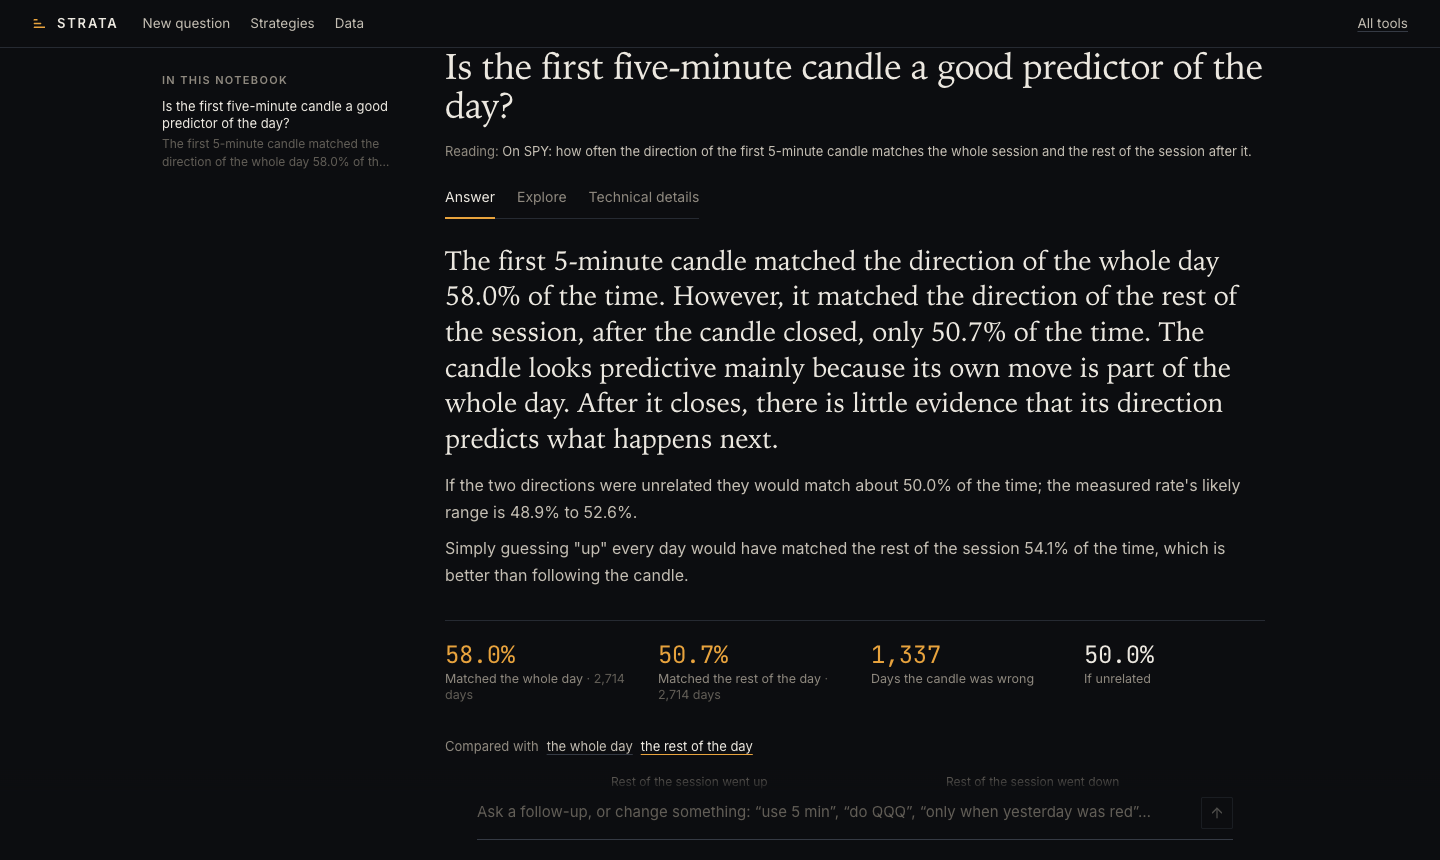 STRATA
New question
Strategies
Data
All tools
IN THIS NOTEBOOK
Is the first five-minute candle a good
predictor of the day?
The first 5-minute candle matched the
direction of the whole day 58.0% of th...
Is the first five-minute candle a good predictor of the
day?
Reading: On SPY: how often the direction of the first 5-minute candle matches the whole session and the rest of the session after it.
Answer
Explore
Technical details
The first 5-minute candle matched the direction of the whole day
58.0% of the time. However, it matched the direction of the rest of
the session, after the candle closed, only 50.7% of the time. The
candle looks predictive mainly because its own move is part of the
whole day. After it closes, there is little evidence that its direction
predicts what happens next.
If the two directions were unrelated they would match about 50.0% of the time; the measured rate's likely
range is 48.9% to 52.6%.
Simply guessing "up" every day would have matched the rest of the session 54.1% of the time, which is
better than following the candle.
58.0%
Matched the whole day · 2,714
days
50.7%
Matched the rest of the day ·
2,714 days
1,337
Days the candle was wrong
50.0%
If unrelated
Compared with the whole day the rest of the day
Rest of the session went up
Rest of the session went down
Ask a follow-up, or change something: “use 5 min”, “do QQQ”, “only when yesterday was red”...